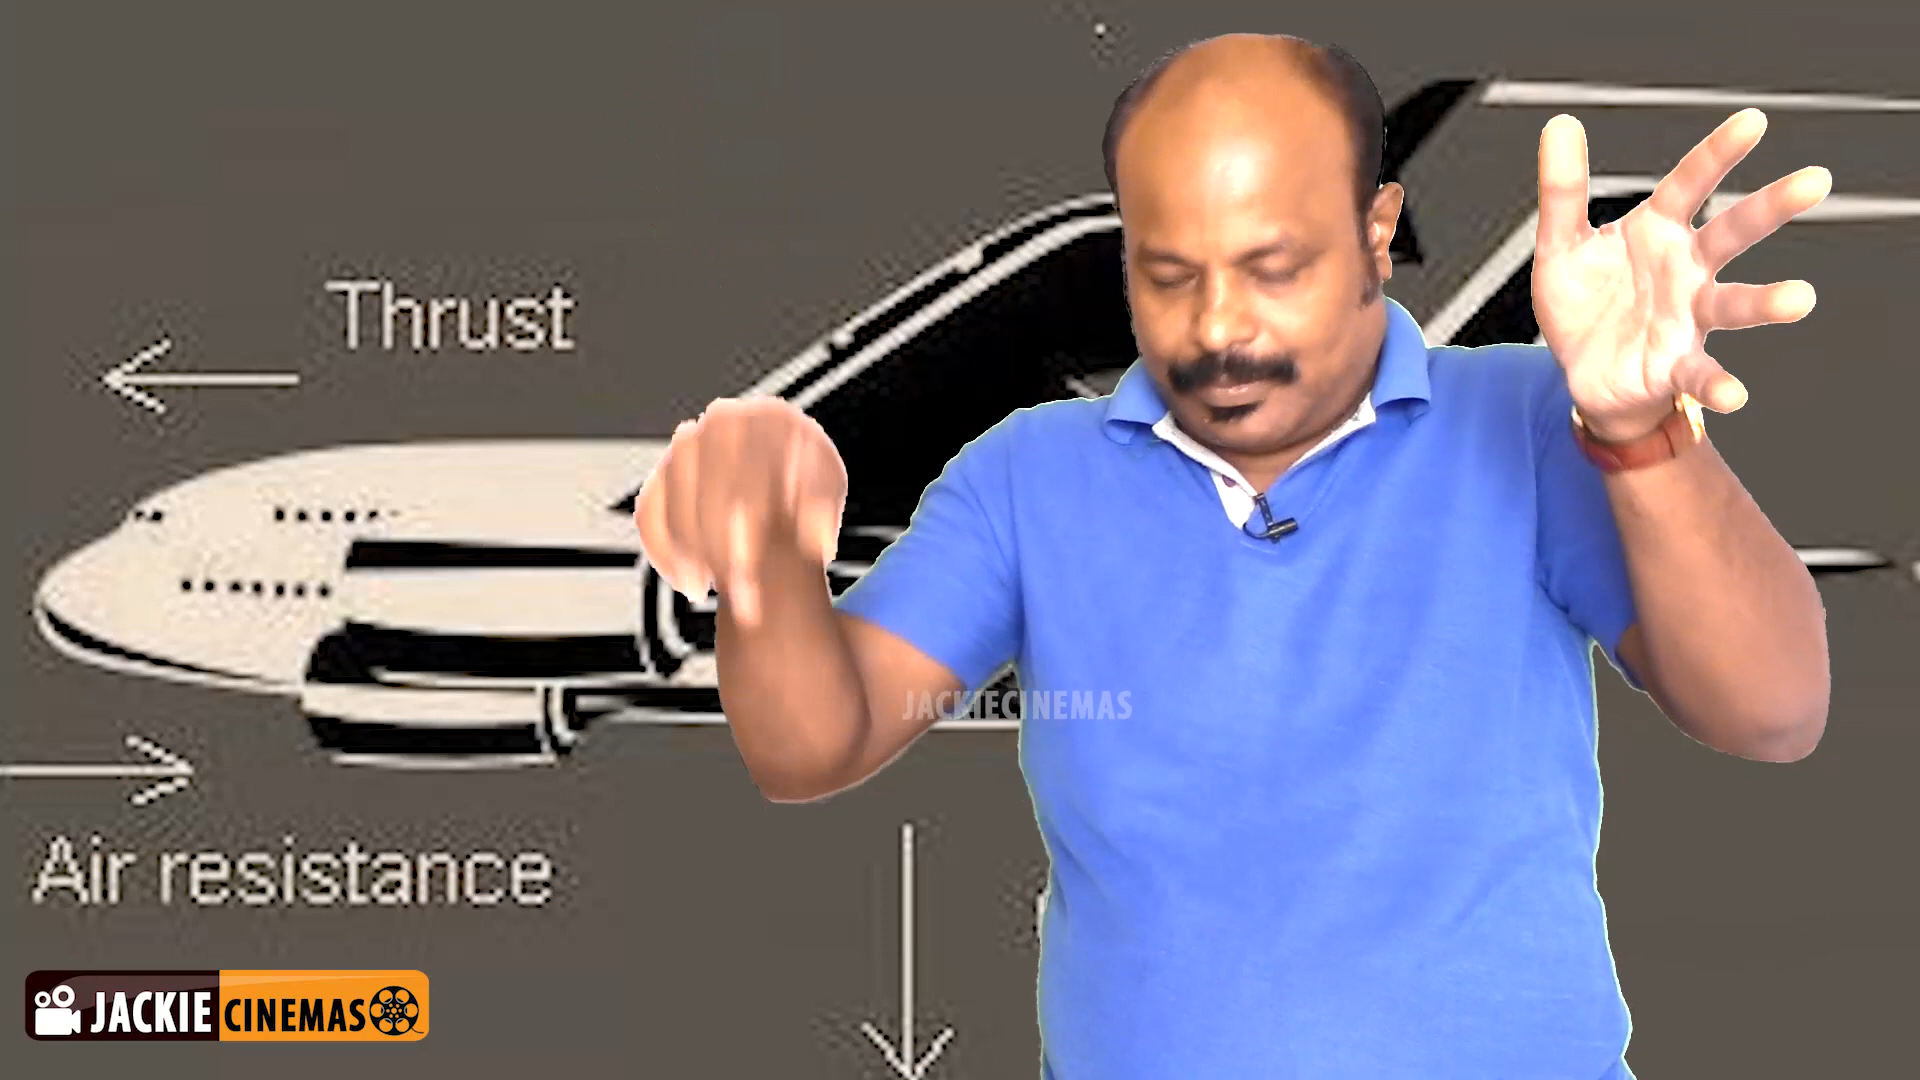 Thrust
JACKIECINEMAS
Air resistance
JACKIE CINEMAS